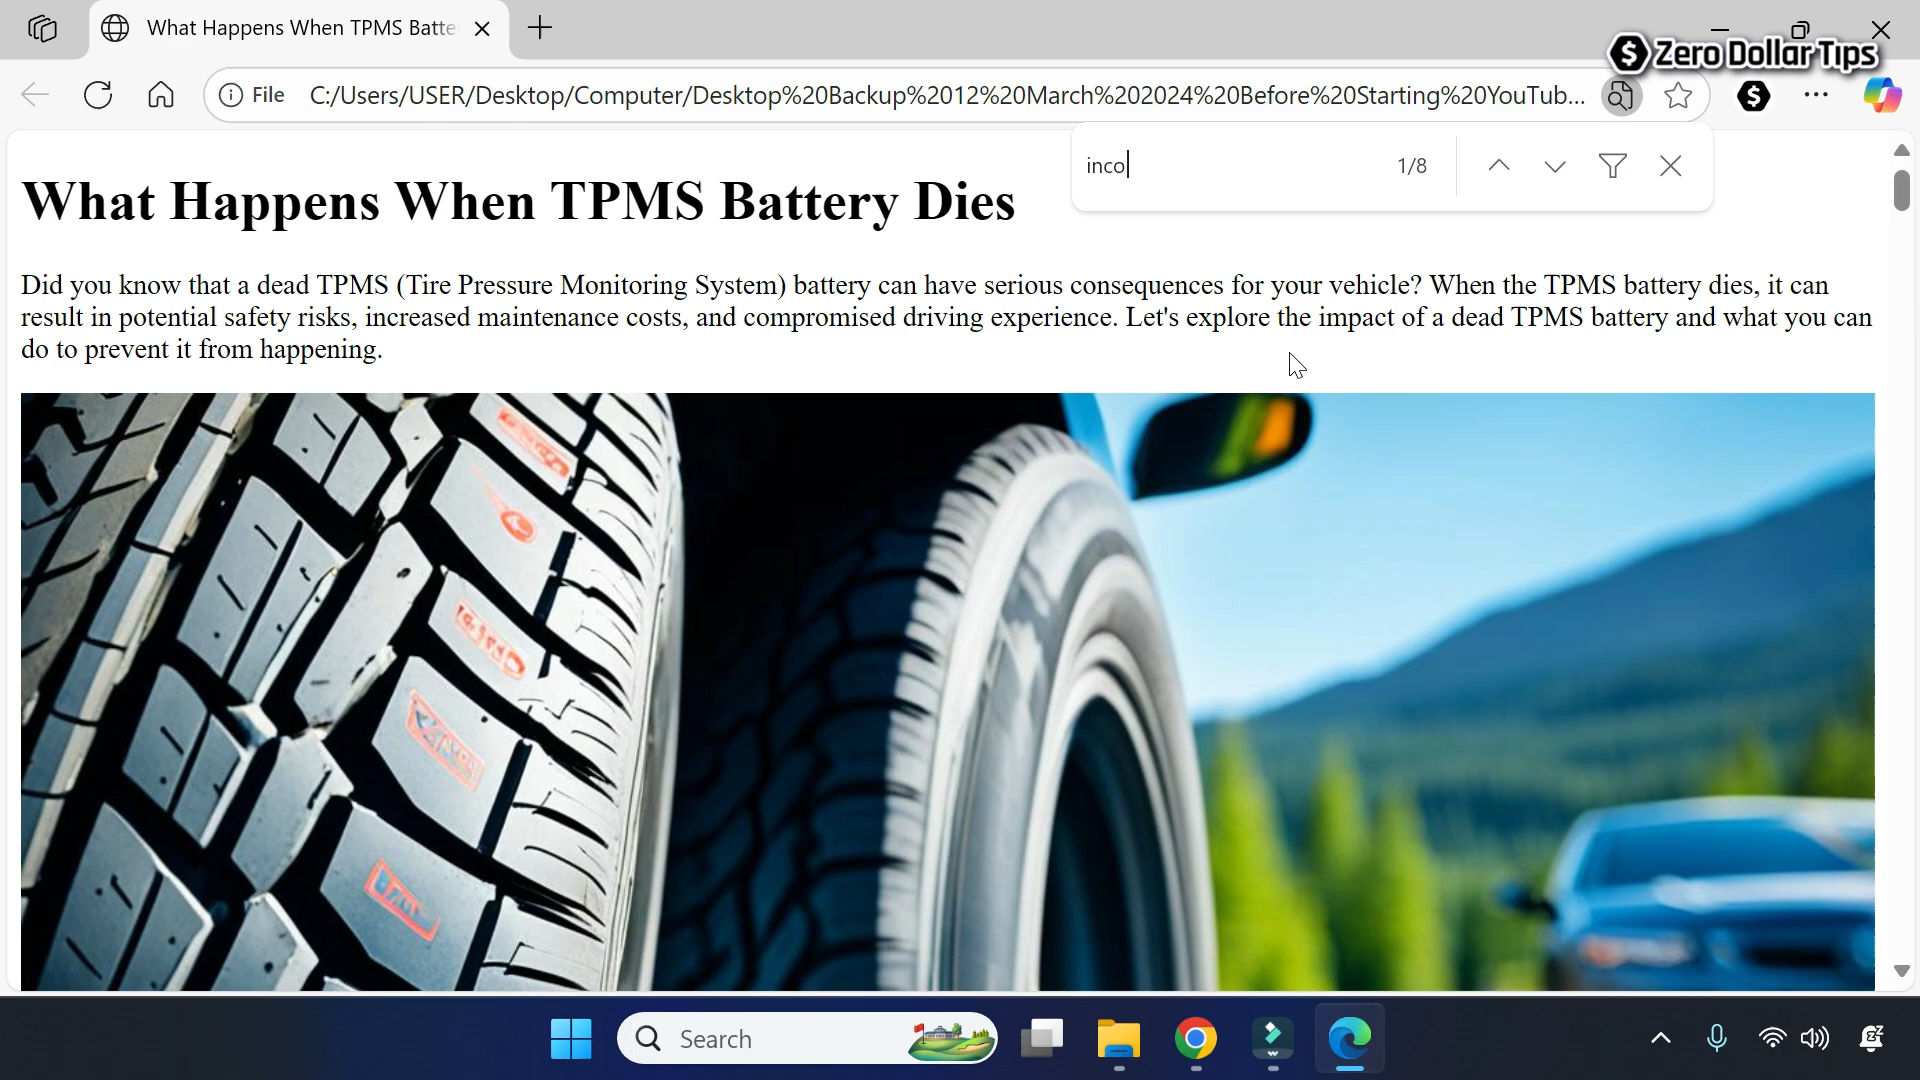 What Happens When TPMS Batte
Zero Dollar Tips
File C:/Users/USER/Desktop/Computer/Desktop%20Backup%2012%20March%202024%20Before%20Starting%20YouTub...
inco 1/8
What Happens When TPMS Battery Dies
Did you know that a dead TPMS (Tire Pressure Monitoring System) battery can have serious consequences for your vehicle? When the TPMS battery dies, it can
result in potential safety risks, increased maintenance costs, and compromised driving experience. Let's explore the impact of a dead TPMS battery and what you can
do to prevent it from happening.
Search